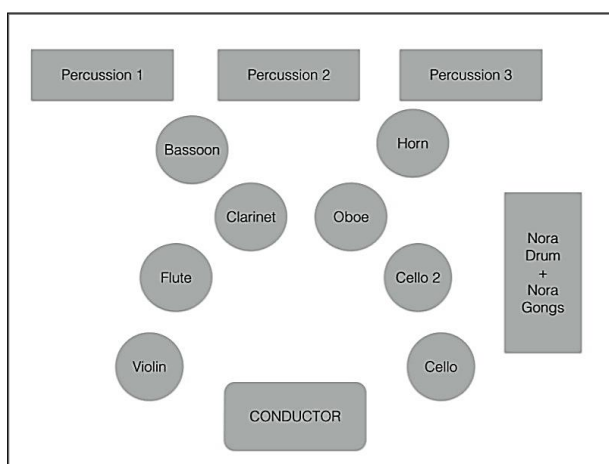 Percussion 1
Percussion 2
Percussion 3
Bassoon
Horn
Clarinet
Oboe
Nora
Drum
+
Nora
Gongs
Flute
Cello 2
Violin
Cello
CONDUCTOR